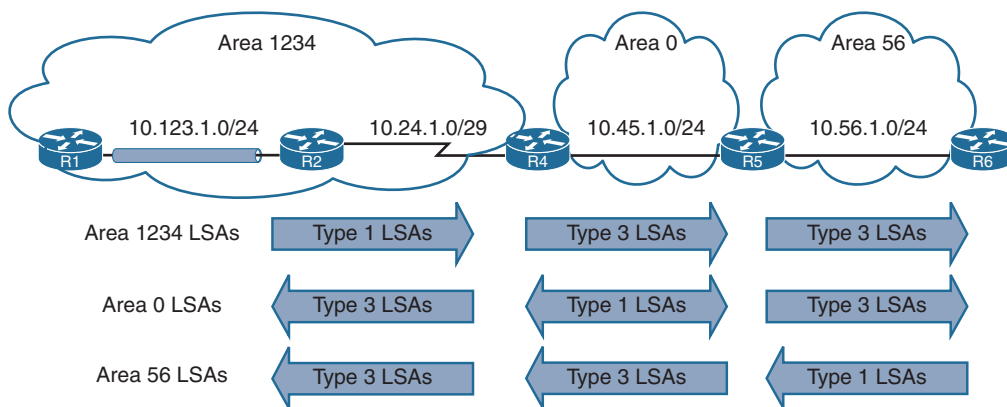 Area 1234
Area 0
Area 56
10.123.1.0/24
10.24.1.0/29
10.45.1.0/24
10.56.1.0/24
R1
R2
R4
R5
R6
Area 1234 LSAs
Type 1 LSAs
Type 3 LSAs
Type 3 LSAs
Area 0 LSAs
Type 3 LSAs
Type 1 LSAs
Type 3 LSAs
Area 56 LSAs
Type 3 LSAs
Type 3 LSAs
Type 1 LSAs